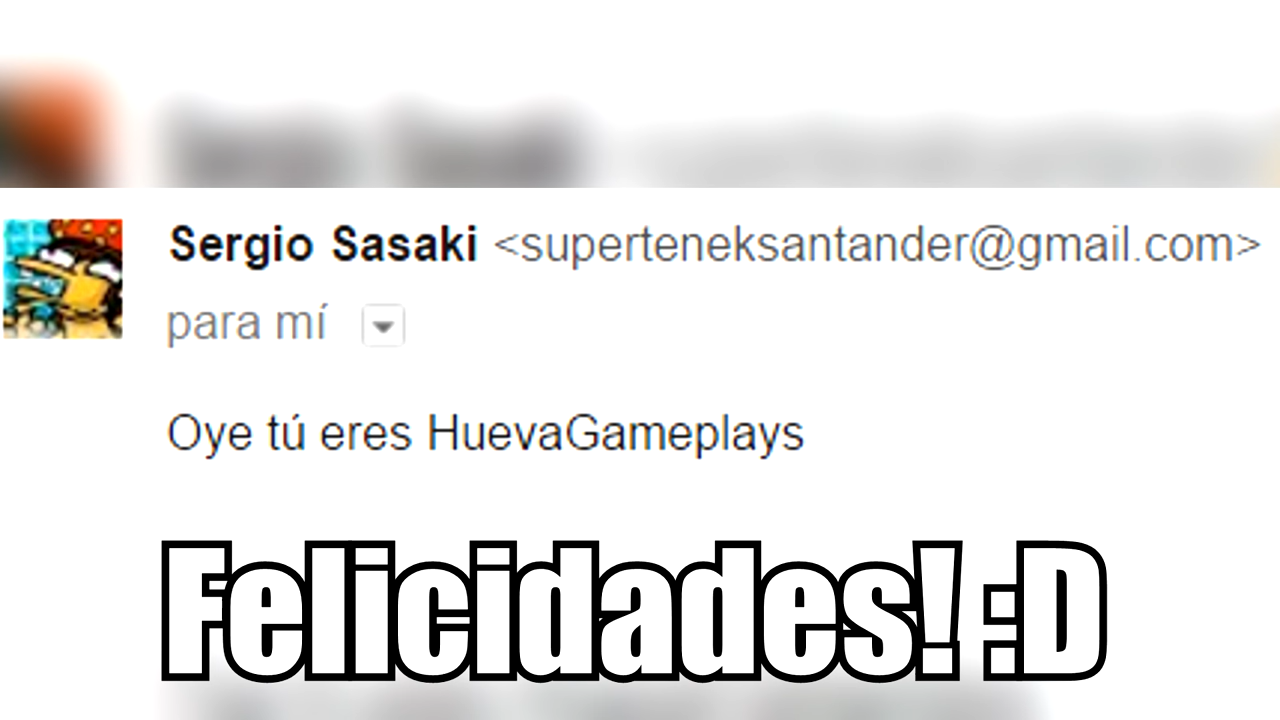 Sergio Sasaki <superteneksantander@gmail.com>
para mí
Oye tú eres HuevaGameplays
Felicidades! :D